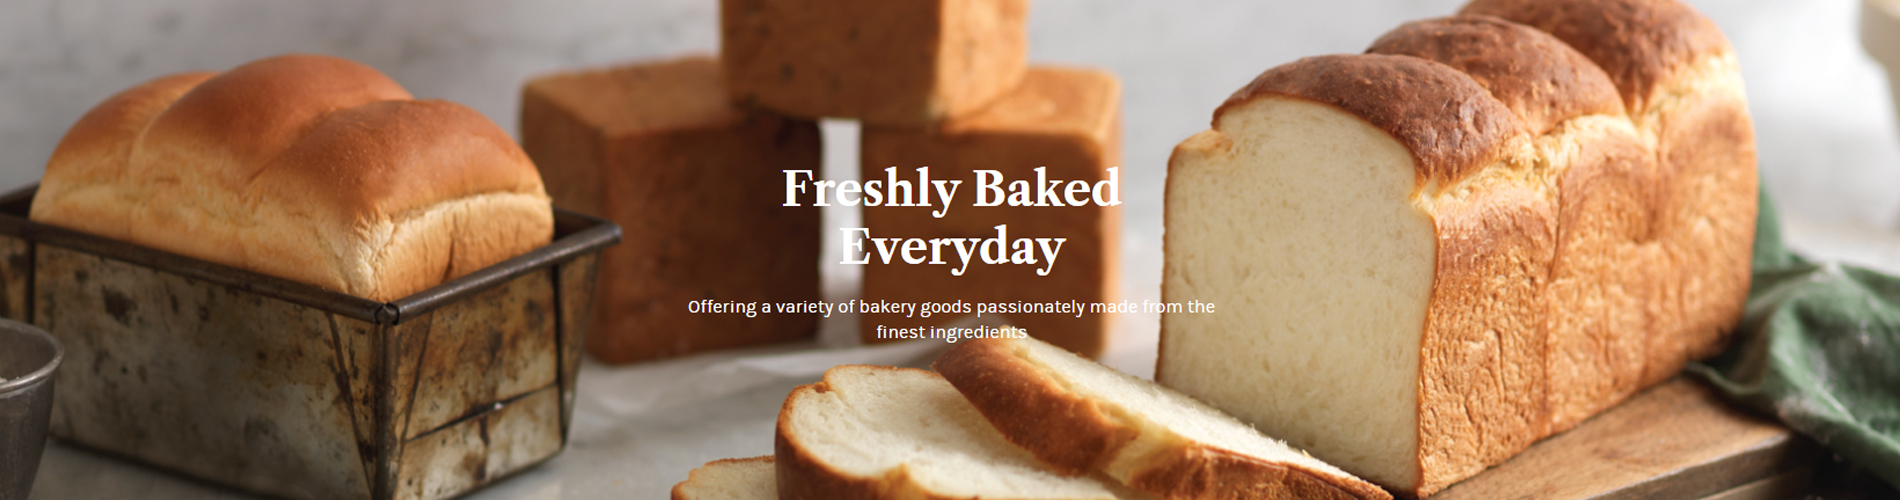 Freshly Baked
Everyday
Offering a variety of bakery goods passionately made from the
finest ingredients